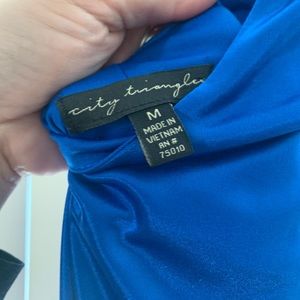 city triangles
M
MADE IN
VIETNAM
RN #
75010